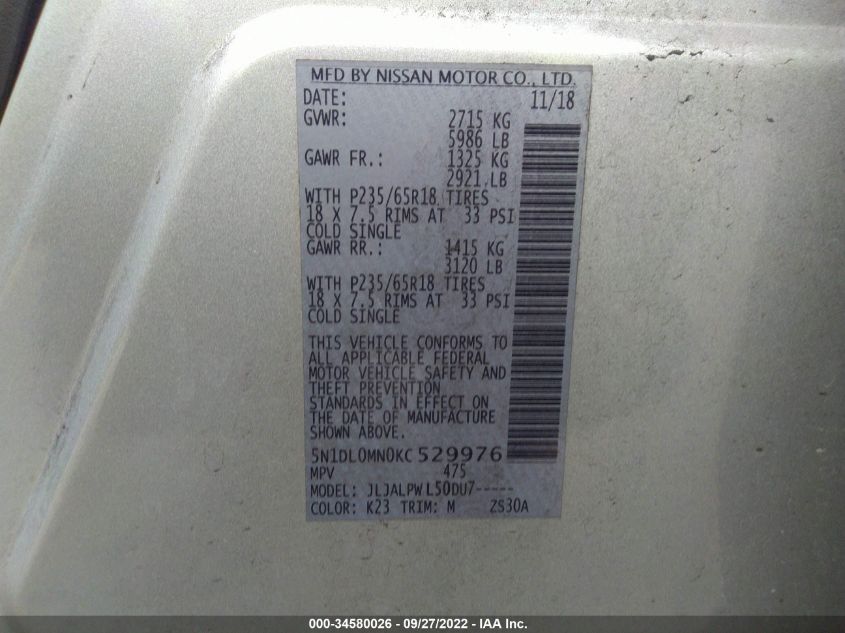 MFD BY NISSAN MOTOR CO., LTD.
DATE: 11/18
GVWR: 2715 KG
5986 LB
GAWR FR.: 1325 KG
2921 LB
WITH P235/65R18 TIRES
18 X 7.5 RIMS AT 33 PSI
COLD SINGLE
GAWR RR.: 1415 KG
3120 LB
WITH P235/65R18 TIRES
18 X 7.5 RIMS AT 33 PSI
COLD SINGLE
THIS VEHICLE CONFORMS TO
ALL APPLICABLE FEDERAL
MOTOR VEHICLE SAFETY AND
THEFT PREVENTION
STANDARDS IN EFFECT ON
THE DATE OF MANUFACTURE
SHOWN ABOVE.
5N1DL0MN0KC529976
MPV 475
MODEL: JLJALPWL50DU7-----
COLOR: K23 TRIM: M ZS30A
000-34580026 - 09/27/2022 - IAA Inc.